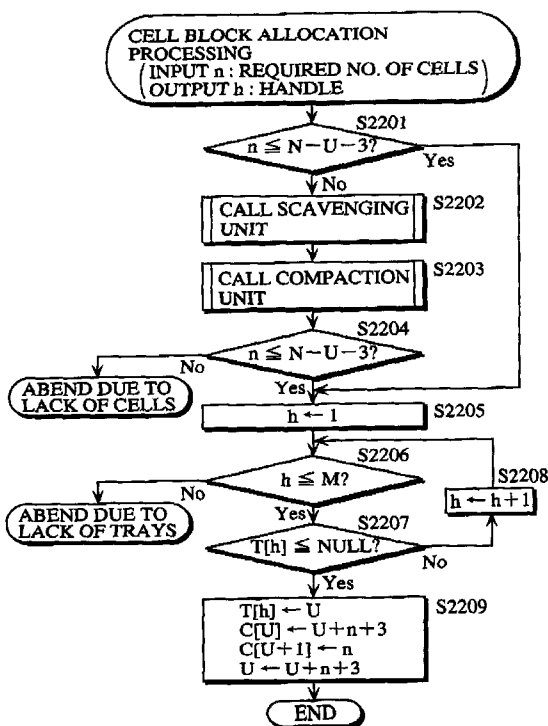 CELL BLOCK ALLOCATION
PROCESSING
(INPUT n : REQUIRED NO. OF CELLS
OUTPUT h : HANDLE)
S2201
n ≦ N−U−3?
Yes
No
S2202
CALL SCAVENGING
UNIT
S2203
CALL COMPACTION
UNIT
S2204
n ≦ N−U−3?
No
ABEND DUE TO
LACK OF CELLS
Yes
h ← 1
S2205
S2206
h ≦ M?
No
ABEND DUE TO
LACK OF TRAYS
Yes
S2208
h ← h+1
S2207
T[h] ≦ NULL?
No
Yes
S2209
T[h] ← U
C[U] ← U+n+3
C[U+1] ← n
U ← U+n+3
END